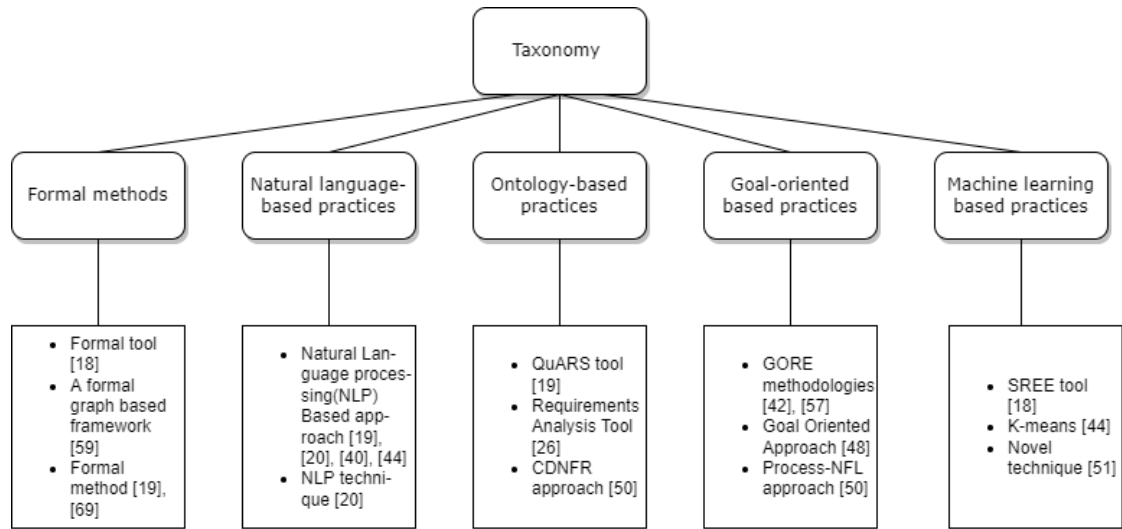 Taxonomy
Formal methods
Natural language-
based practices
Ontology-based
practices
Goal-oriented
based practices
Machine learning
based practices
• Formal tool
[18]
• A formal
graph based
framework
[59]
• Formal
method [19],
[69]
• Natural Lan-
guage proces-
sing(NLP)
Based app-
roach [19],
[20], [40], [44]
• NLP techni-
que [20]
• QuARS tool
[19]
• Requirements
Analysis Tool
[26]
• CDNFR
approach [50]
• GORE
methodologies
[42], [57]
• Goal Oriented
Approach [48]
• Process-NFL
approach [50]
• SREE tool
[18]
• K-means [44]
• Novel
technique [51]